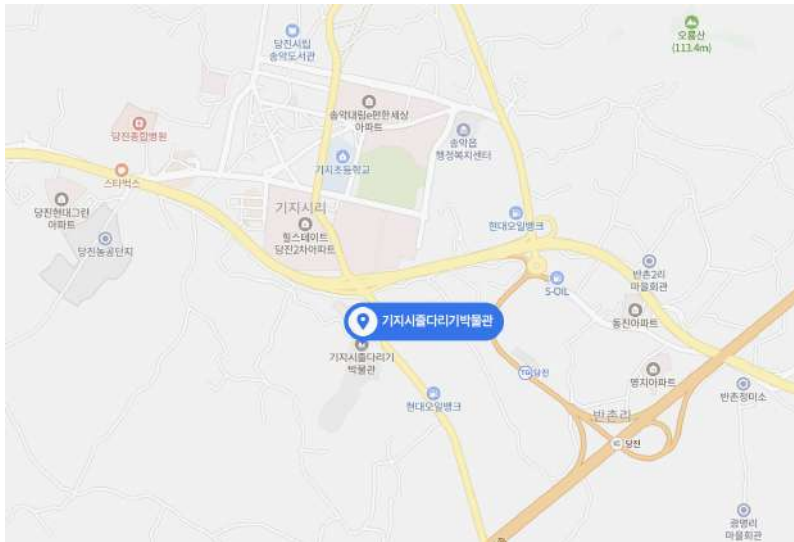 오룡산
(113.4m)
당진시립
송악도서관
송악대림e편한세상
아파트
당진종합병원
송악읍
행정복지센터
기지초등학교
스타벅스
당진현대그린
아파트
기지시리
힐스테이트
당진2차아파트
현대오일뱅크
당진농공단지
반촌2리
마을회관
S-OIL
기지시줄다리기박물관
동진아파트
기지시줄다리기
박물관
TG 당진
명지아파트
현대오일뱅크
반촌정미소
반촌리
IC 당진
광명리
마을회관